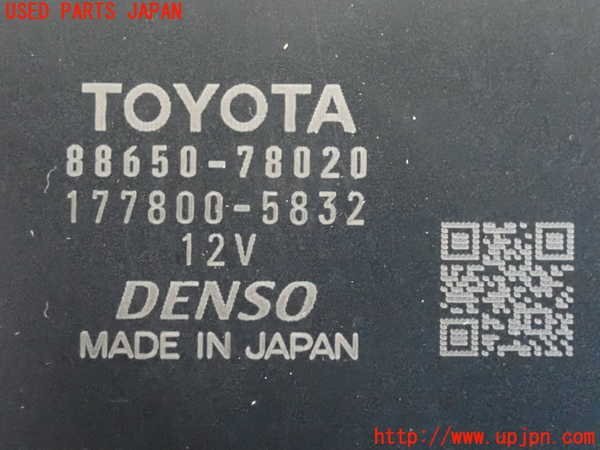 USED PARTS JAPAN
TOYOTA
88650-78020
177800-5832
12V
DENSO
MADE IN JAPAN
http://www.upjpn.com/